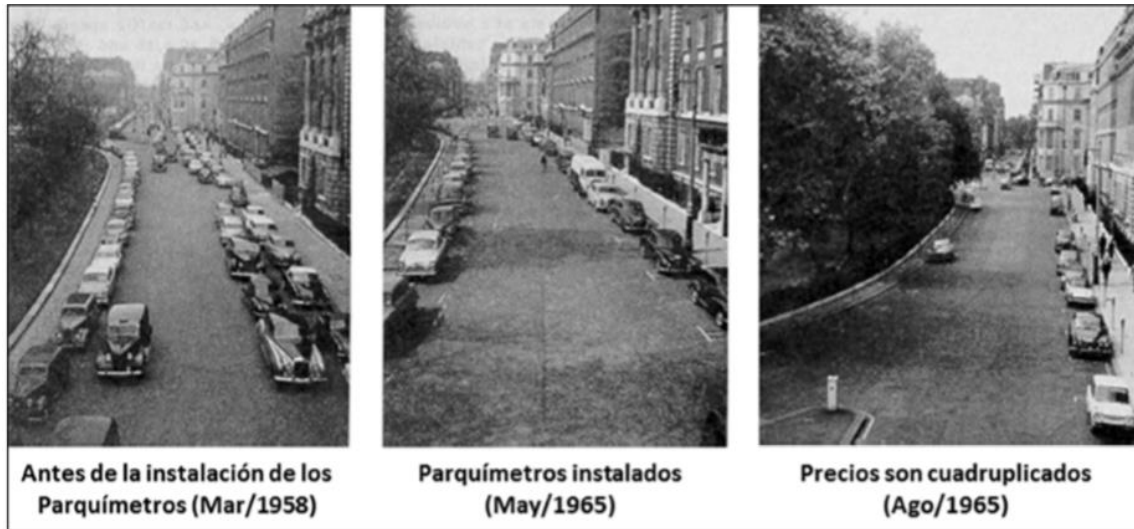 Antes de la instalación de los
Parquímetros (Mar/1958)
Parquímetros instalados
(May/1965)
Precios son cuadruplicados
(Ago/1965)